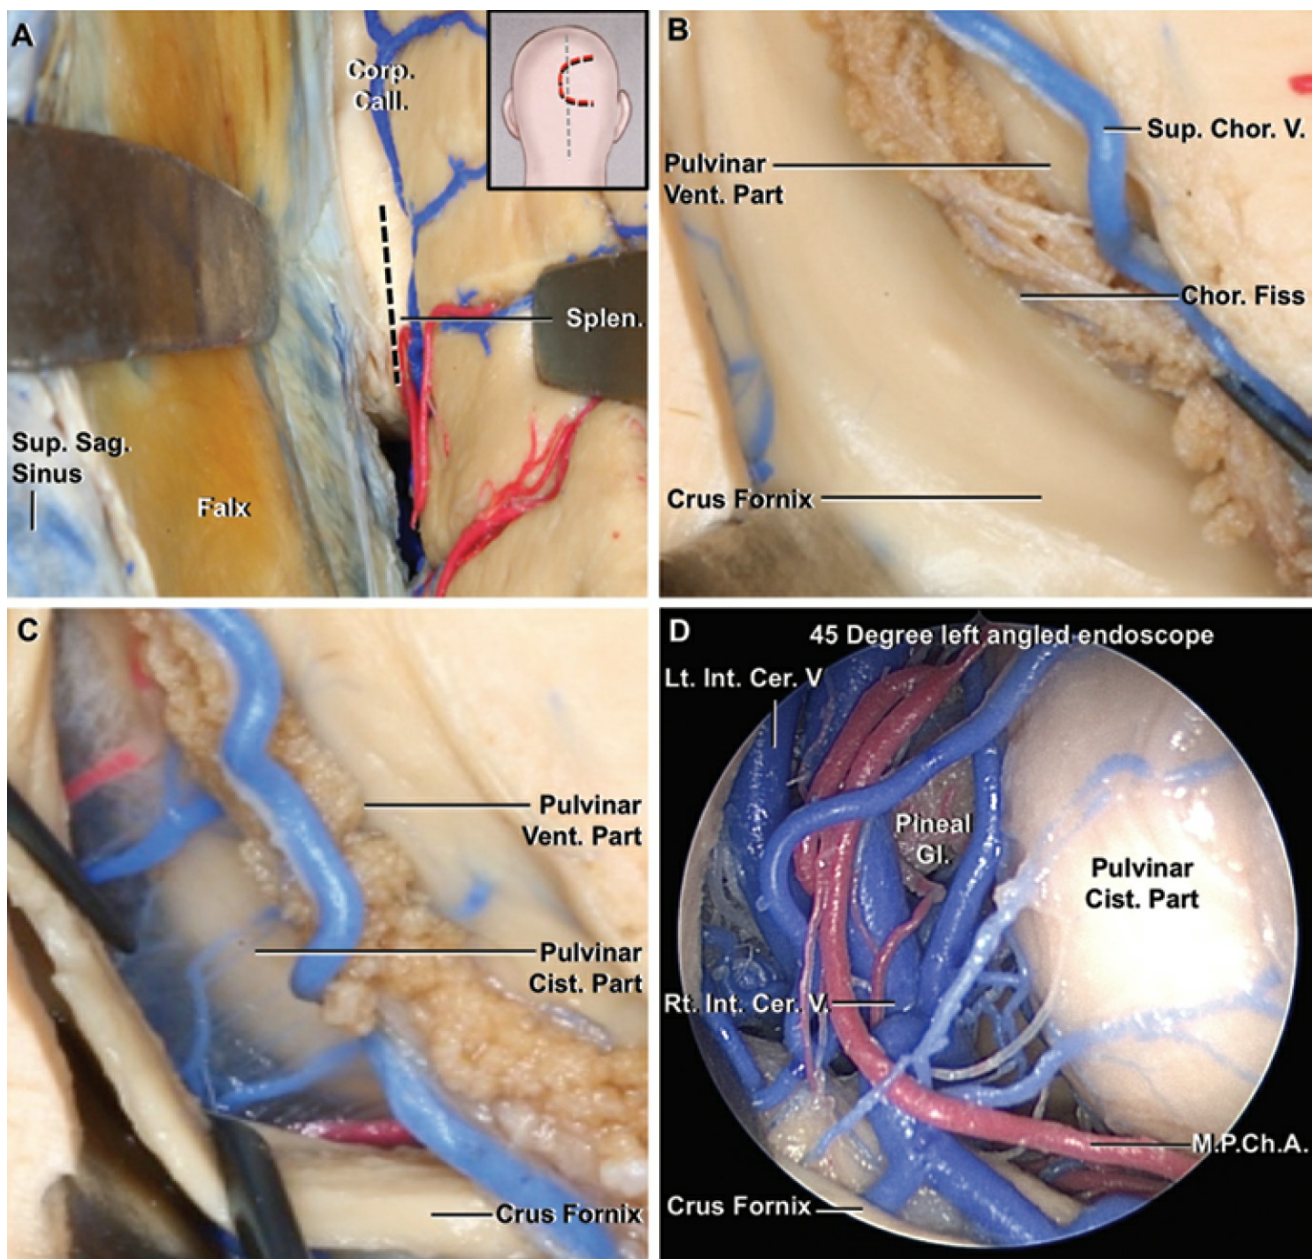 A
Corp.
Call.
Splen.
Sup. Sag.
Sinus
Falx
B
Sup. Chor. V.
Pulvinar
Vent. Part
Chor. Fiss
Crus Fornix
C
Pulvinar
Vent. Part
Pulvinar
Cist. Part
Crus Fornix
D
45 Degree left angled endoscope
Lt. Int. Cer. V
Pineal
Gl.
Pulvinar
Cist. Part
Rt. Int. Cer. V.
M.P.Ch.A.
Crus Fornix